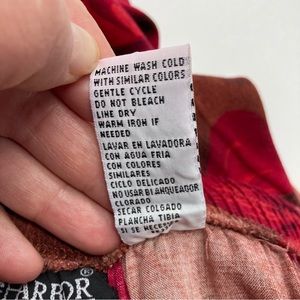 MACHINE WASH COLD
WITH SIMILAR COLORS
GENTLE CYCLE
DO NOT BLEACH
LINE DRY
WARM IRON IF
NEEDED
LAVAR EN LAVADORA
CON AGUA FRIA
CON COLORES
SIMILARES
CICLO DELICADO
NO USAR BLANQUEADOR
CLORADO
SECAR COLGADO
PLANCHA TIBIA
SI SE NECESITA
ARBOR®